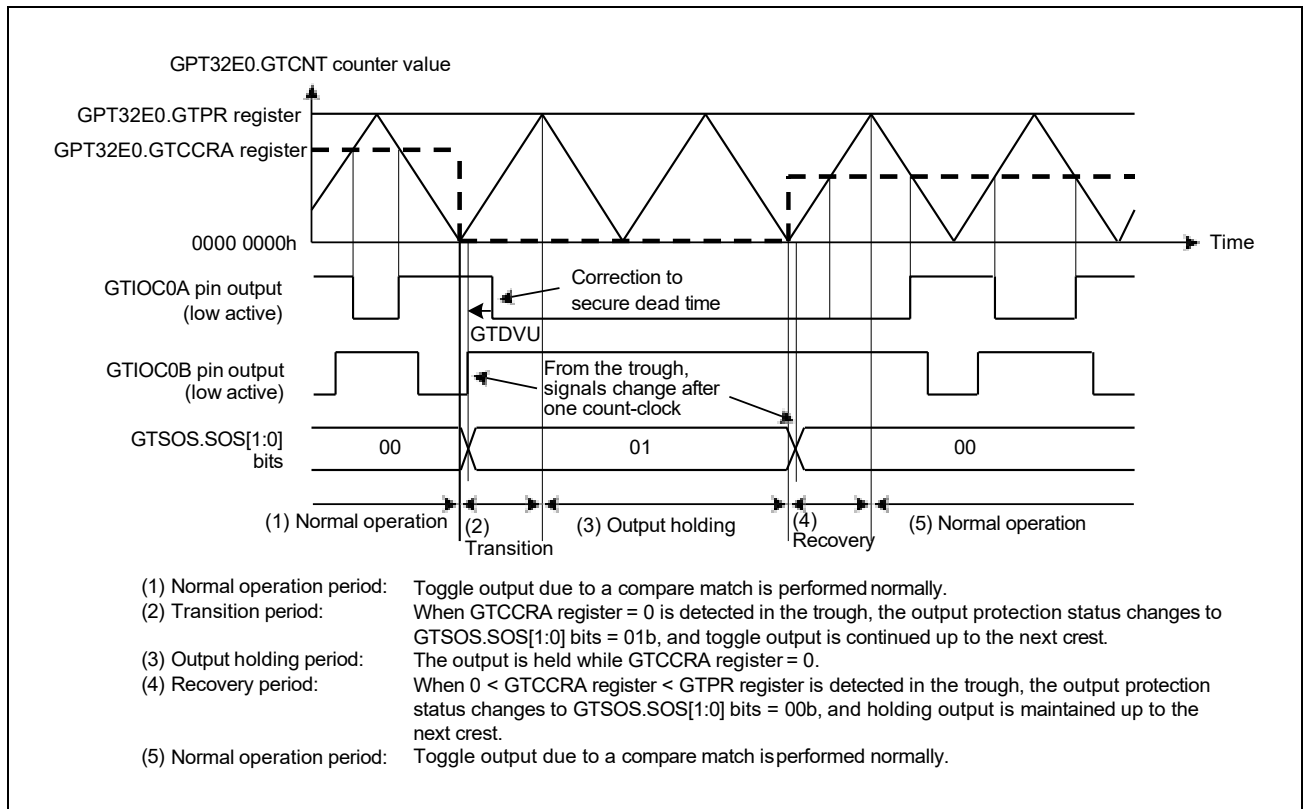 GPT32E0.GTCNT counter value
GPT32E0.GTPR register
GPT32E0.GTCCRA register
0000 0000h
Time
GTIOC0A pin output
(low active)
Correction to
secure dead time
GTDVU
GTIOC0B pin output
(low active)
From the trough,
signals change after
one count-clock
GTSOS.SOS[1:0]
bits
00
01
00
(1) Normal operation
(2)
Transition
(3) Output holding
(4)
Recovery
(5) Normal operation
(1) Normal operation period: Toggle output due to a compare match is performed normally.
(2) Transition period: When GTCCRA register = 0 is detected in the trough, the output protection status changes to
GTSOS.SOS[1:0] bits = 01b, and toggle output is continued up to the next crest.
(3) Output holding period: The output is held while GTCCRA register = 0.
(4) Recovery period: When 0 < GTCCRA register < GTPR register is detected in the trough, the output protection
status changes to GTSOS.SOS[1:0] bits = 00b, and holding output is maintained up to the
next crest.
(5) Normal operation period: Toggle output due to a compare match is performed normally.